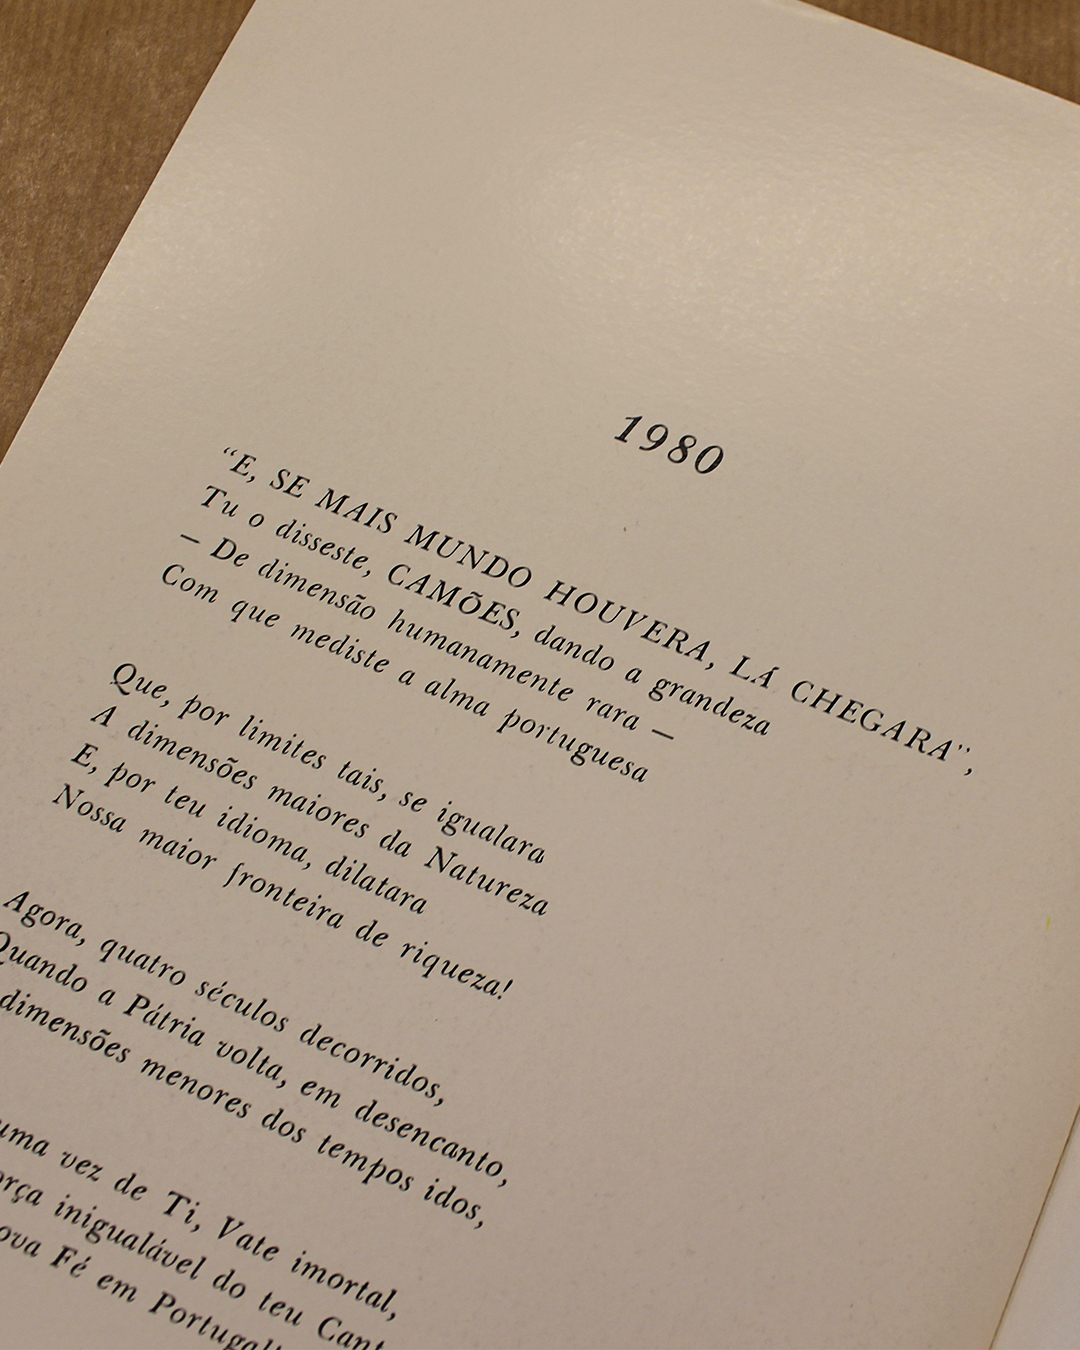 1980
"E, SE MAIS MUNDO HOUVERA, LÁ CHEGARA",
Tu o disseste, CAMÕES, dando a grandeza
— De dimensão humanamente rara —
Com que mediste a alma portuguesa
Que, por limites tais, se igualara
A dimensões maiores da Natureza
E, por teu idioma, dilatara
Nossa maior fronteira de riqueza!
Agora, quatro séculos decorridos,
Quando a Pátria volta, em desencanto,
dimensões menores dos tempos idos,
uma vez de Ti, Vate imortal,
inigualável do teu
Fé em